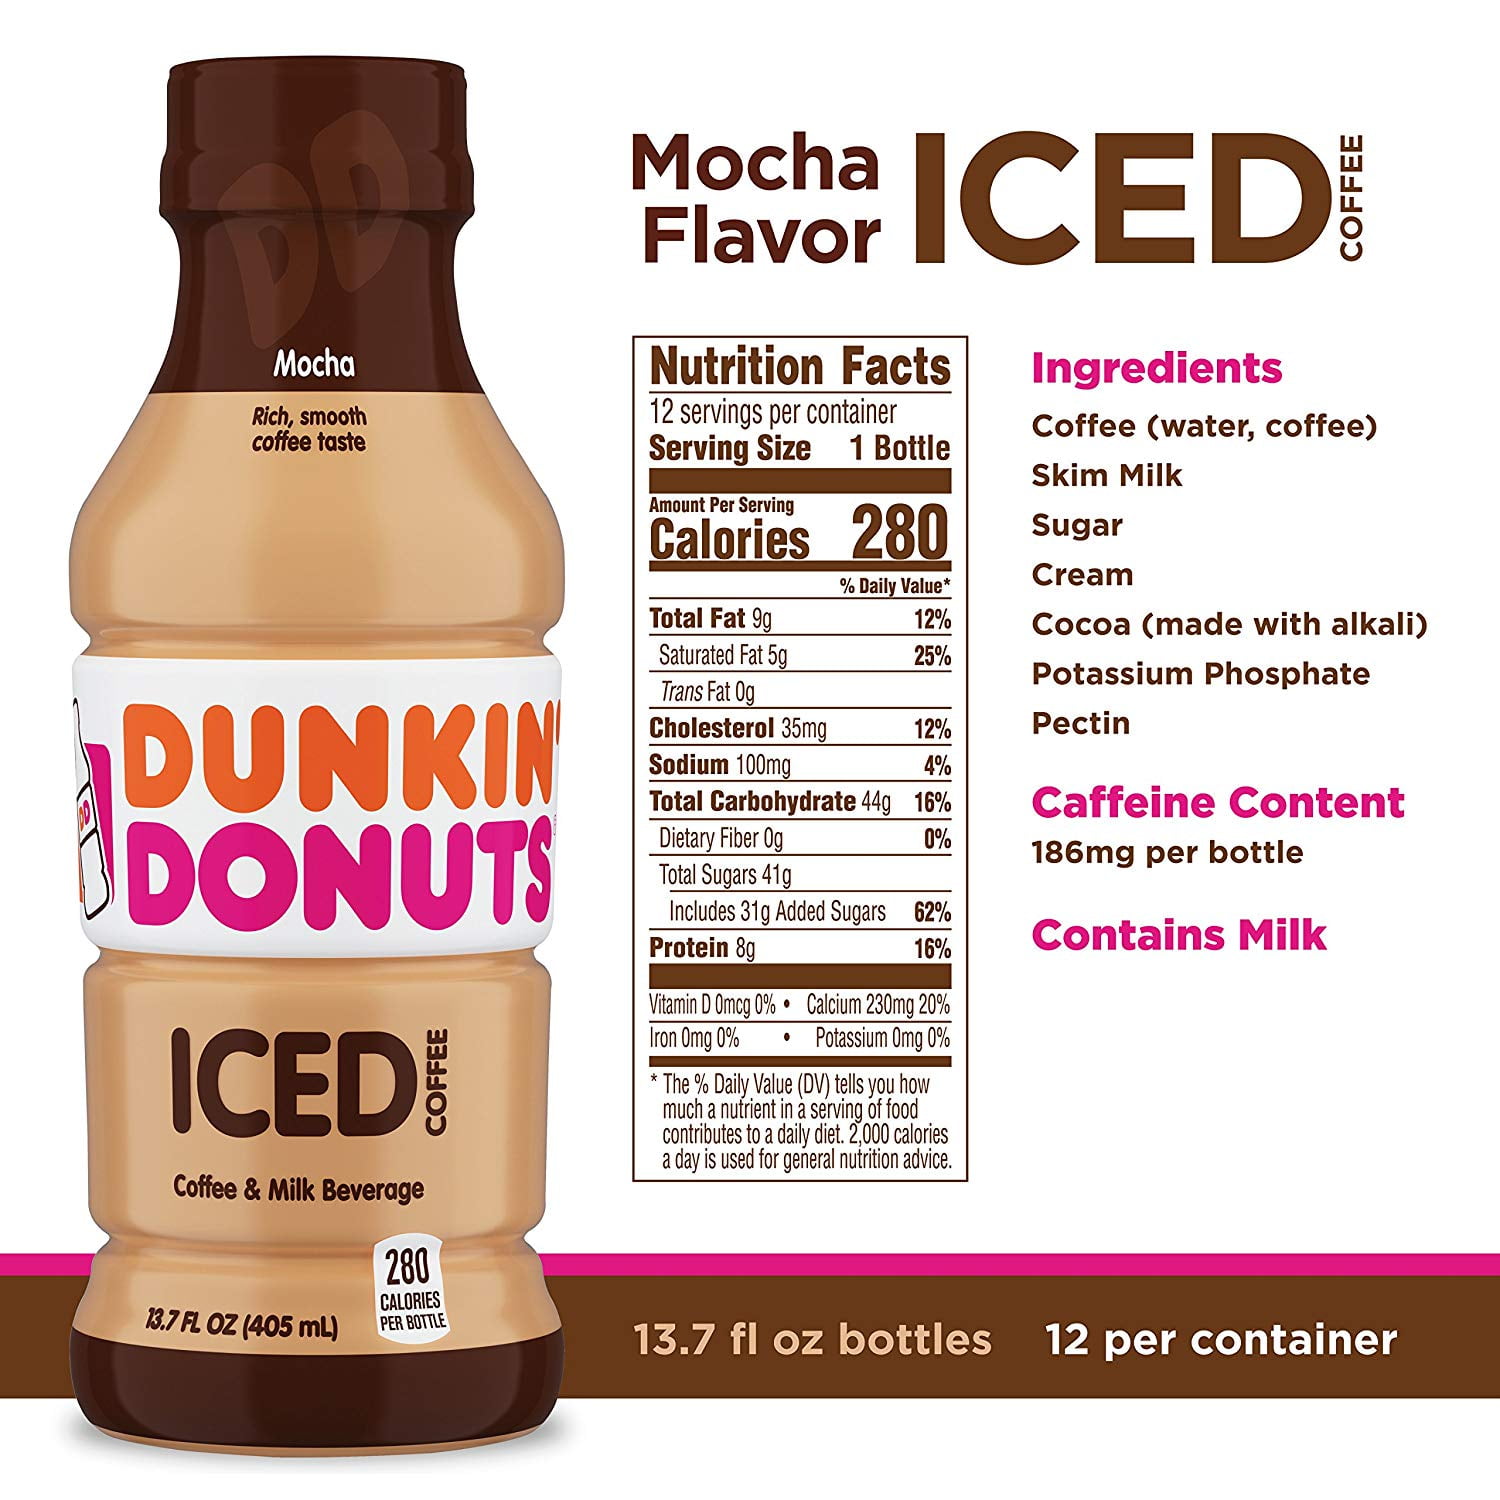 Mocha
Rich, smooth
coffee taste
DUNKIN'
DONUTS
ICED COFFEE
Coffee & Milk Beverage
280
CALORIES
PER BOTTLE
13.7 FL OZ (405 mL)
Mocha
Flavor
ICED COFFEE
Nutrition Facts
12 servings per container
Serving Size 1 Bottle
Amount Per Serving
Calories 280
% Daily Value*
Total Fat 9g 12%
Saturated Fat 5g 25%
Trans Fat 0g
Cholesterol 35mg 12%
Sodium 100mg 4%
Total Carbohydrate 44g 16%
Dietary Fiber 0g 0%
Total Sugars 41g
Includes 31g Added Sugars 62%
Protein 8g 16%
Vitamin D 0mcg 0% • Calcium 230mg 20%
Iron 0mg 0% • Potassium 0mg 0%
* The % Daily Value (DV) tells you how
much a nutrient in a serving of food
contributes to a daily diet. 2,000 calories
a day is used for general nutrition advice.
Ingredients
Coffee (water, coffee)
Skim Milk
Sugar
Cream
Cocoa (made with alkali)
Potassium Phosphate
Pectin
Caffeine Content
186mg per bottle
Contains Milk
13.7 fl oz bottles 12 per container
DD
DD